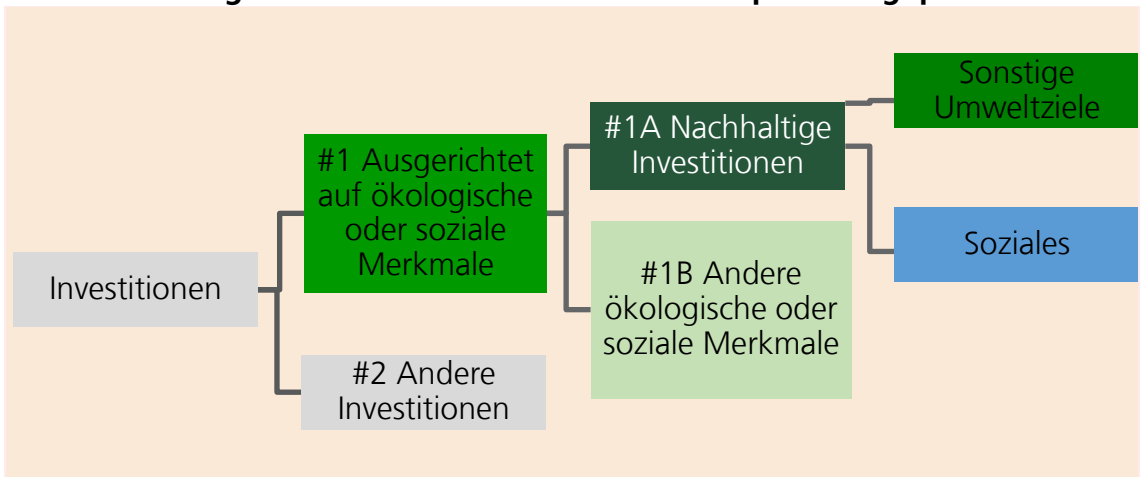 Investitionen
#1 Ausgerichtet
auf ökologische
oder soziale
Merkmale
#2 Andere
Investitionen
#1A Nachhaltige
Investitionen
#1B Andere
ökologische oder
soziale Merkmale
Sonstige
Umweltziele
Soziales